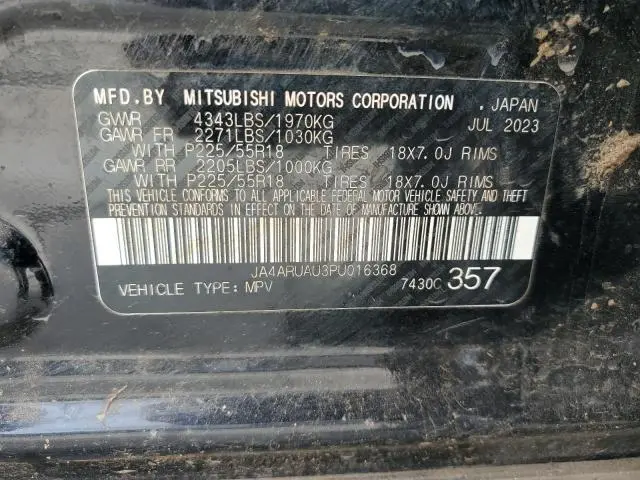 MFD.BY MITSUBISHI MOTORS CORPORATION . JAPAN
GVWR 4343LBS/1970KG JUL 2023
GAWR FR 2271LBS/1030KG
WITH P225/55R18 TIRES 18X7.0J RIMS
GAWR RR 2205LBS/1000KG
WITH P225/55R18 TIRES 18X7.0J RIMS
THIS VEHICLE CONFORMS TO ALL APPLICABLE FEDERAL MOTOR VEHICLE SAFETY AND THEFT
PREVENTION STANDARDS IN EFFECT ON THE DATE OF MANUFACTURE SHOWN ABOVE.
JA4ARUAU3PU016368
VEHICLE TYPE: MPV 7430C 357